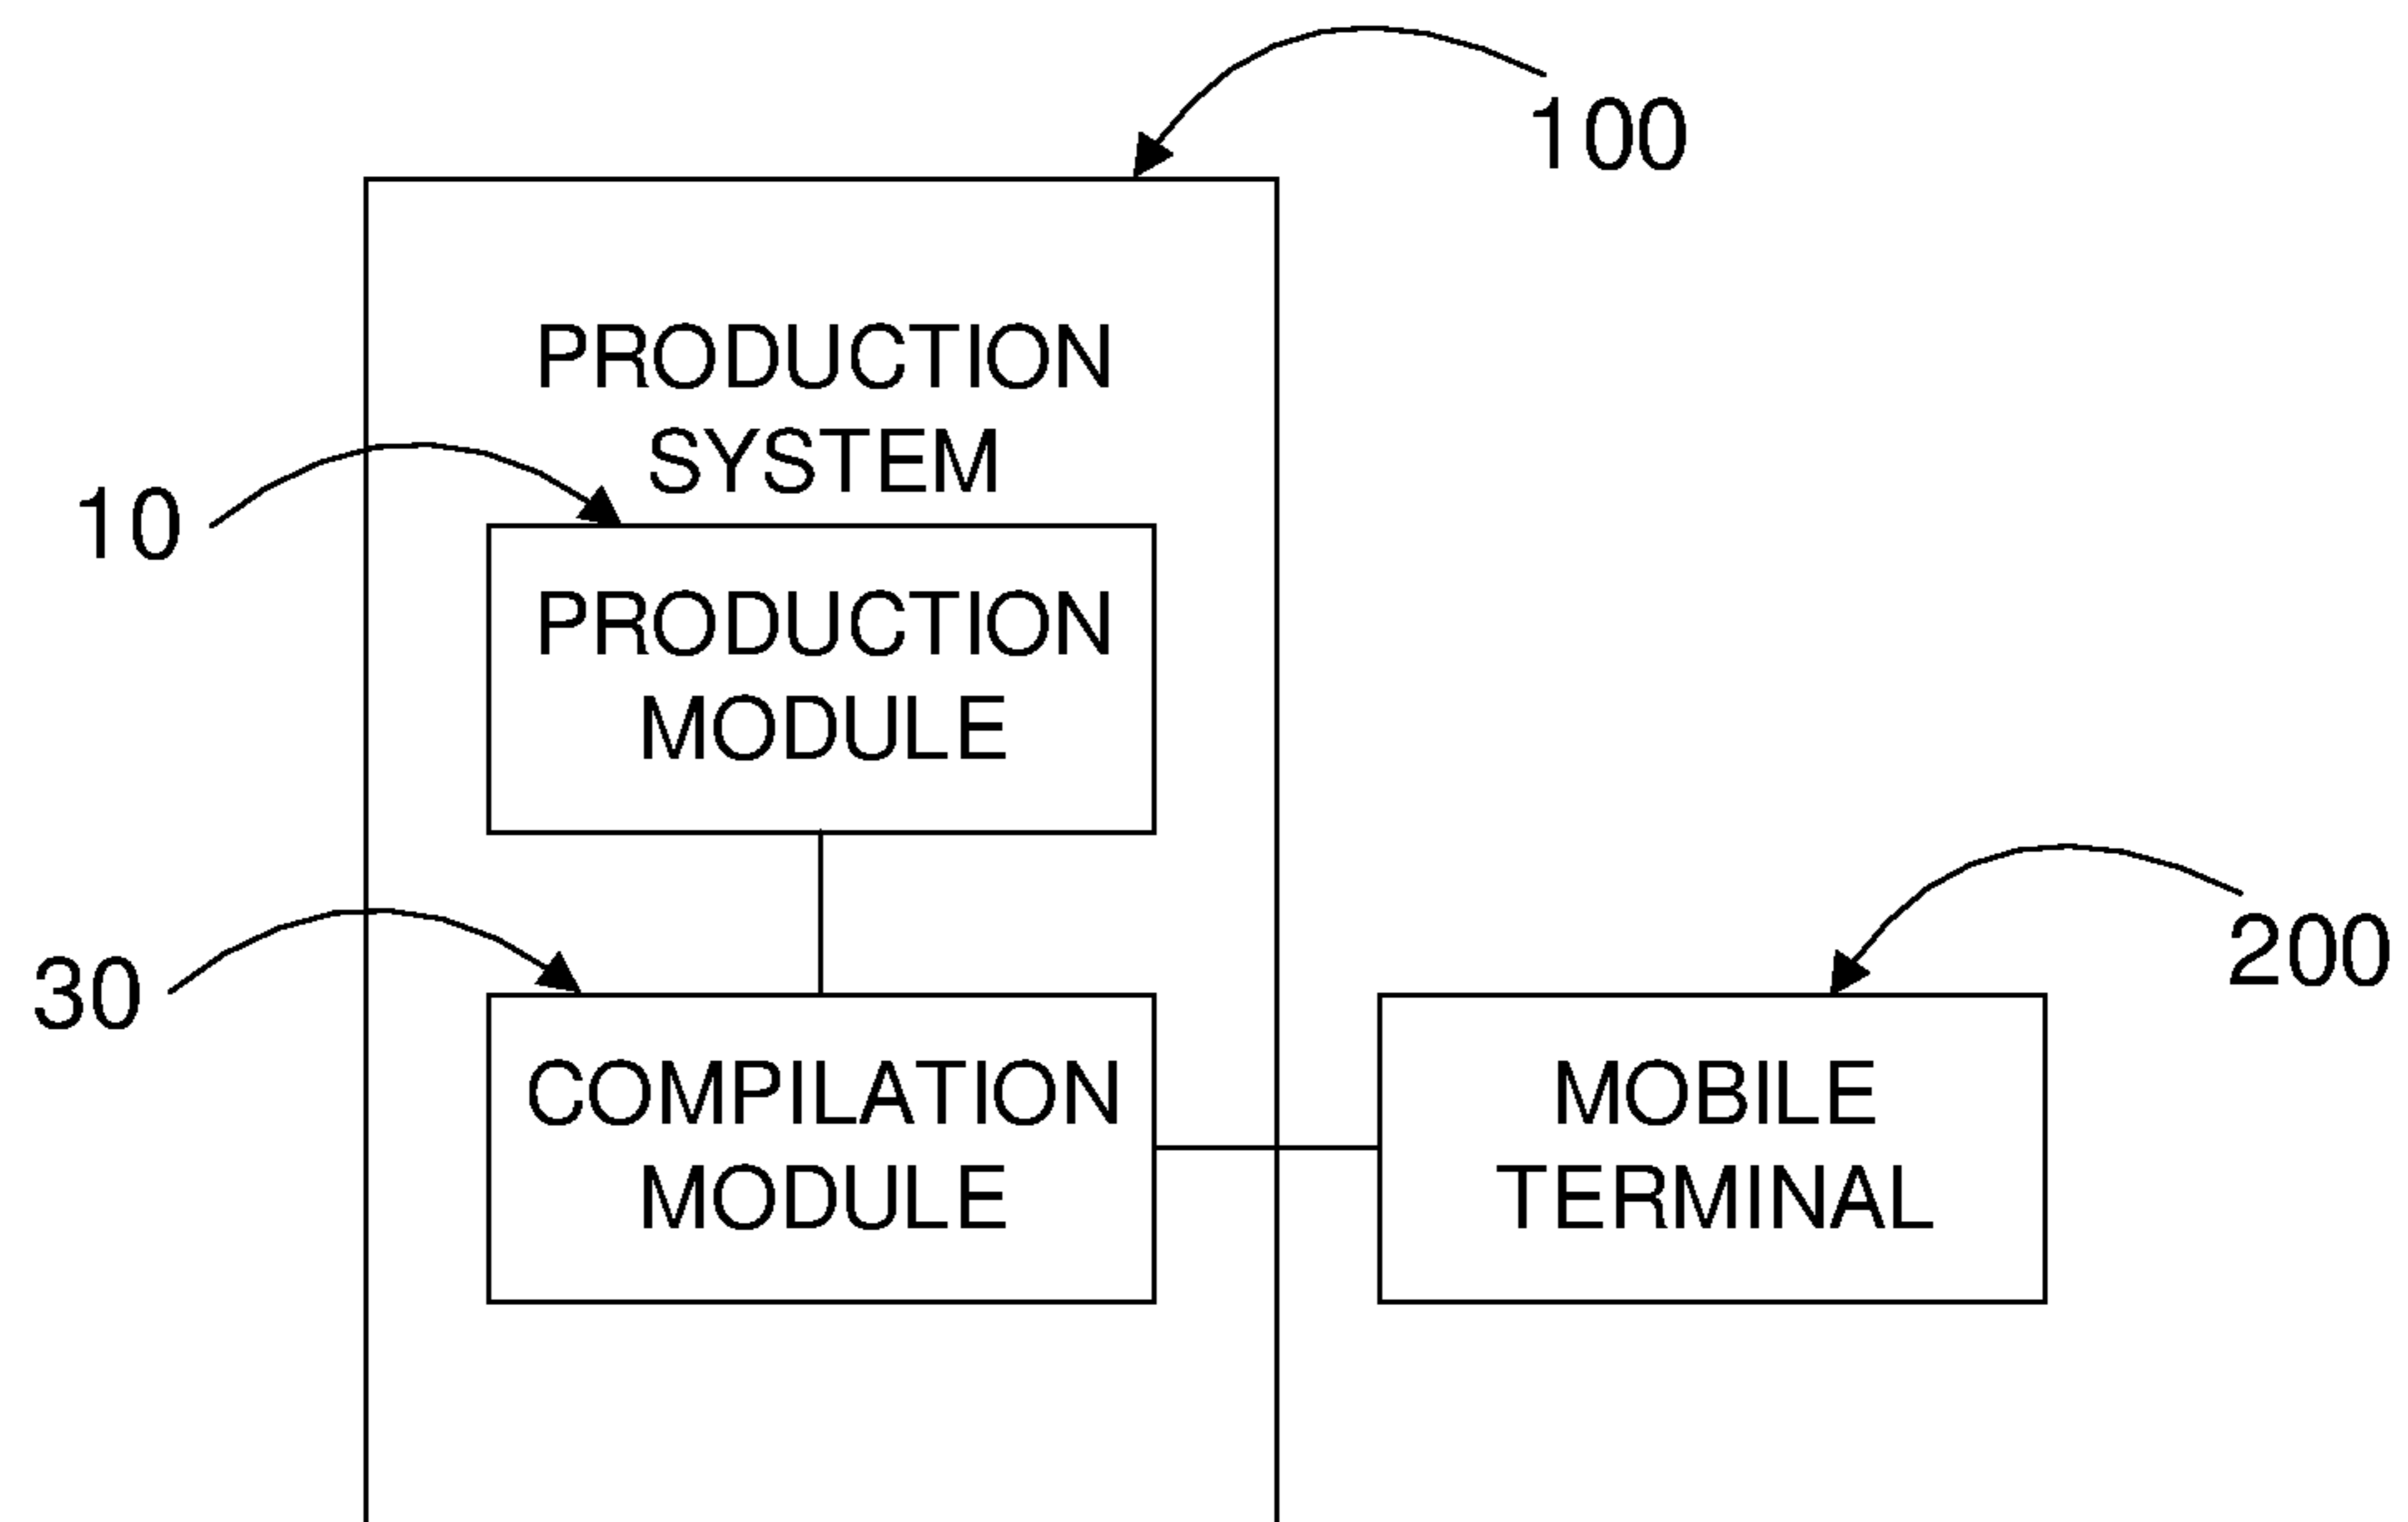 100
PRODUCTION
SYSTEM
10
PRODUCTION
MODULE
200
30
COMPILATION
MODULE
MOBILE
TERMINAL